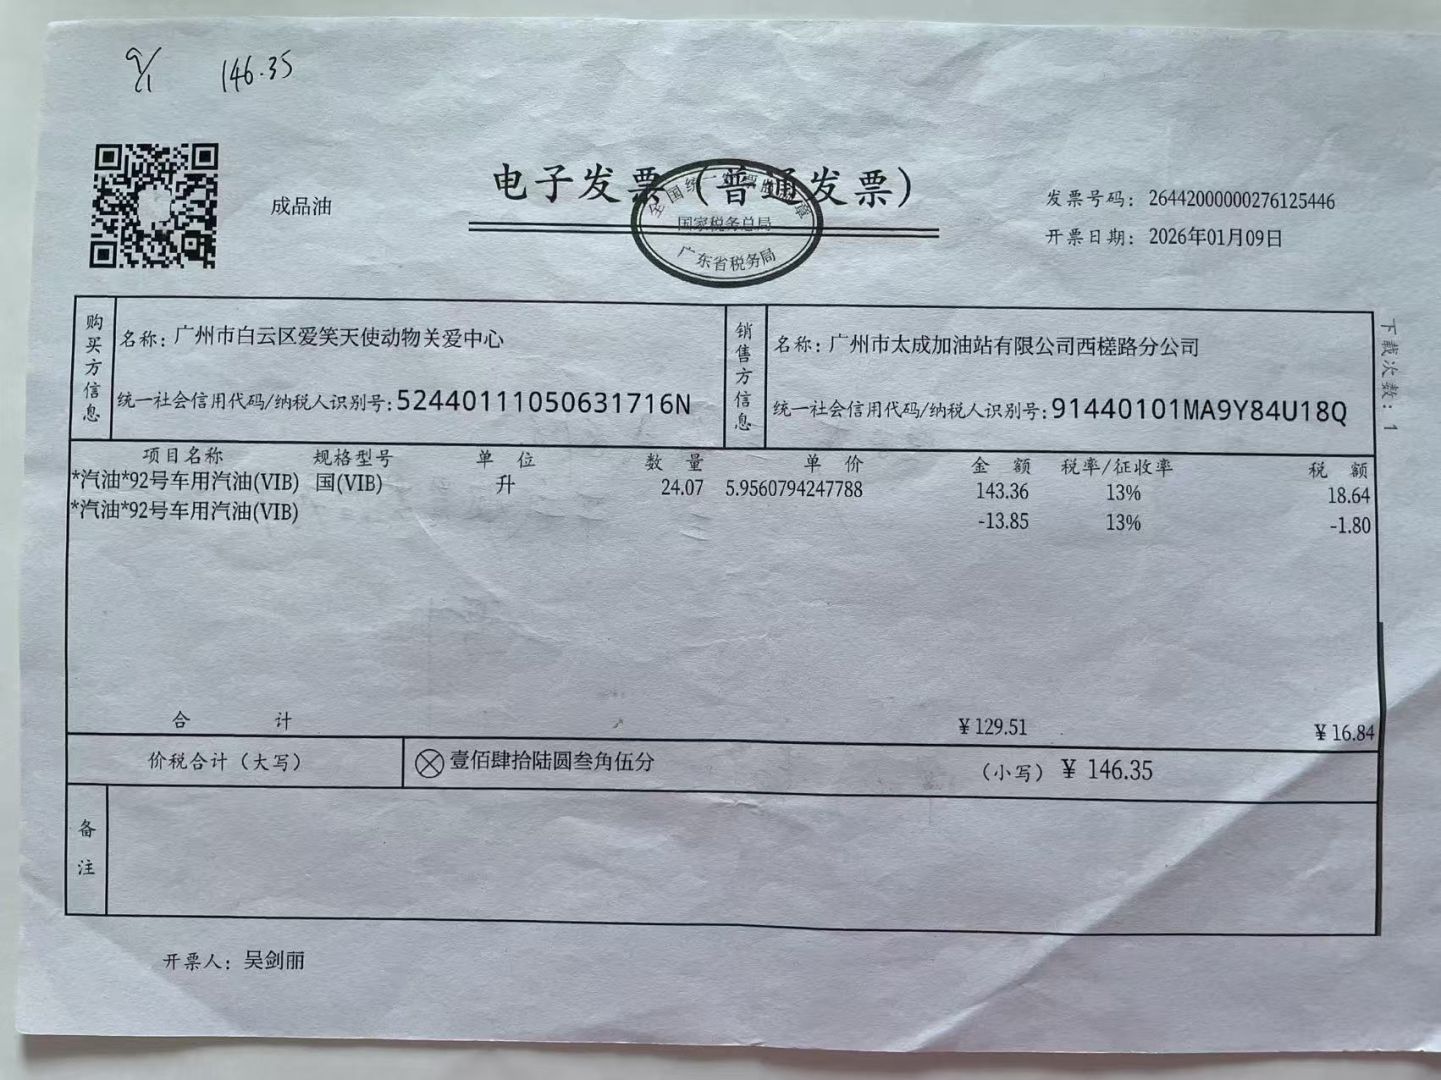 9/1 146.35
电子发票（普通发票）
成品油
发票号码：26442000000276125446
开票日期：2026年01月09日
国家税务总局
广东省税务局
购买方信息
名称：广州市白云区爱笑天使动物关爱中心
统一社会信用代码/纳税人识别号：52440111050631716N
销售方信息
名称：广州市太成加油站有限公司西槎路分公司
统一社会信用代码/纳税人识别号：91440101MA9Y84U18Q
下载次数：1
项目名称 规格型号 单位 数量 单价 金额 税率/征收率 税额
*汽油*92号车用汽油(VIB) 国(VIB) 升 24.07 5.9560794247788 143.36 13% 18.64
*汽油*92号车用汽油(VIB) -13.85 13% -1.80
合计 ¥129.51 ¥16.84
价税合计（大写） 壹佰肆拾陆圆叁角伍分 （小写）¥ 146.35
备注
开票人：吴剑丽